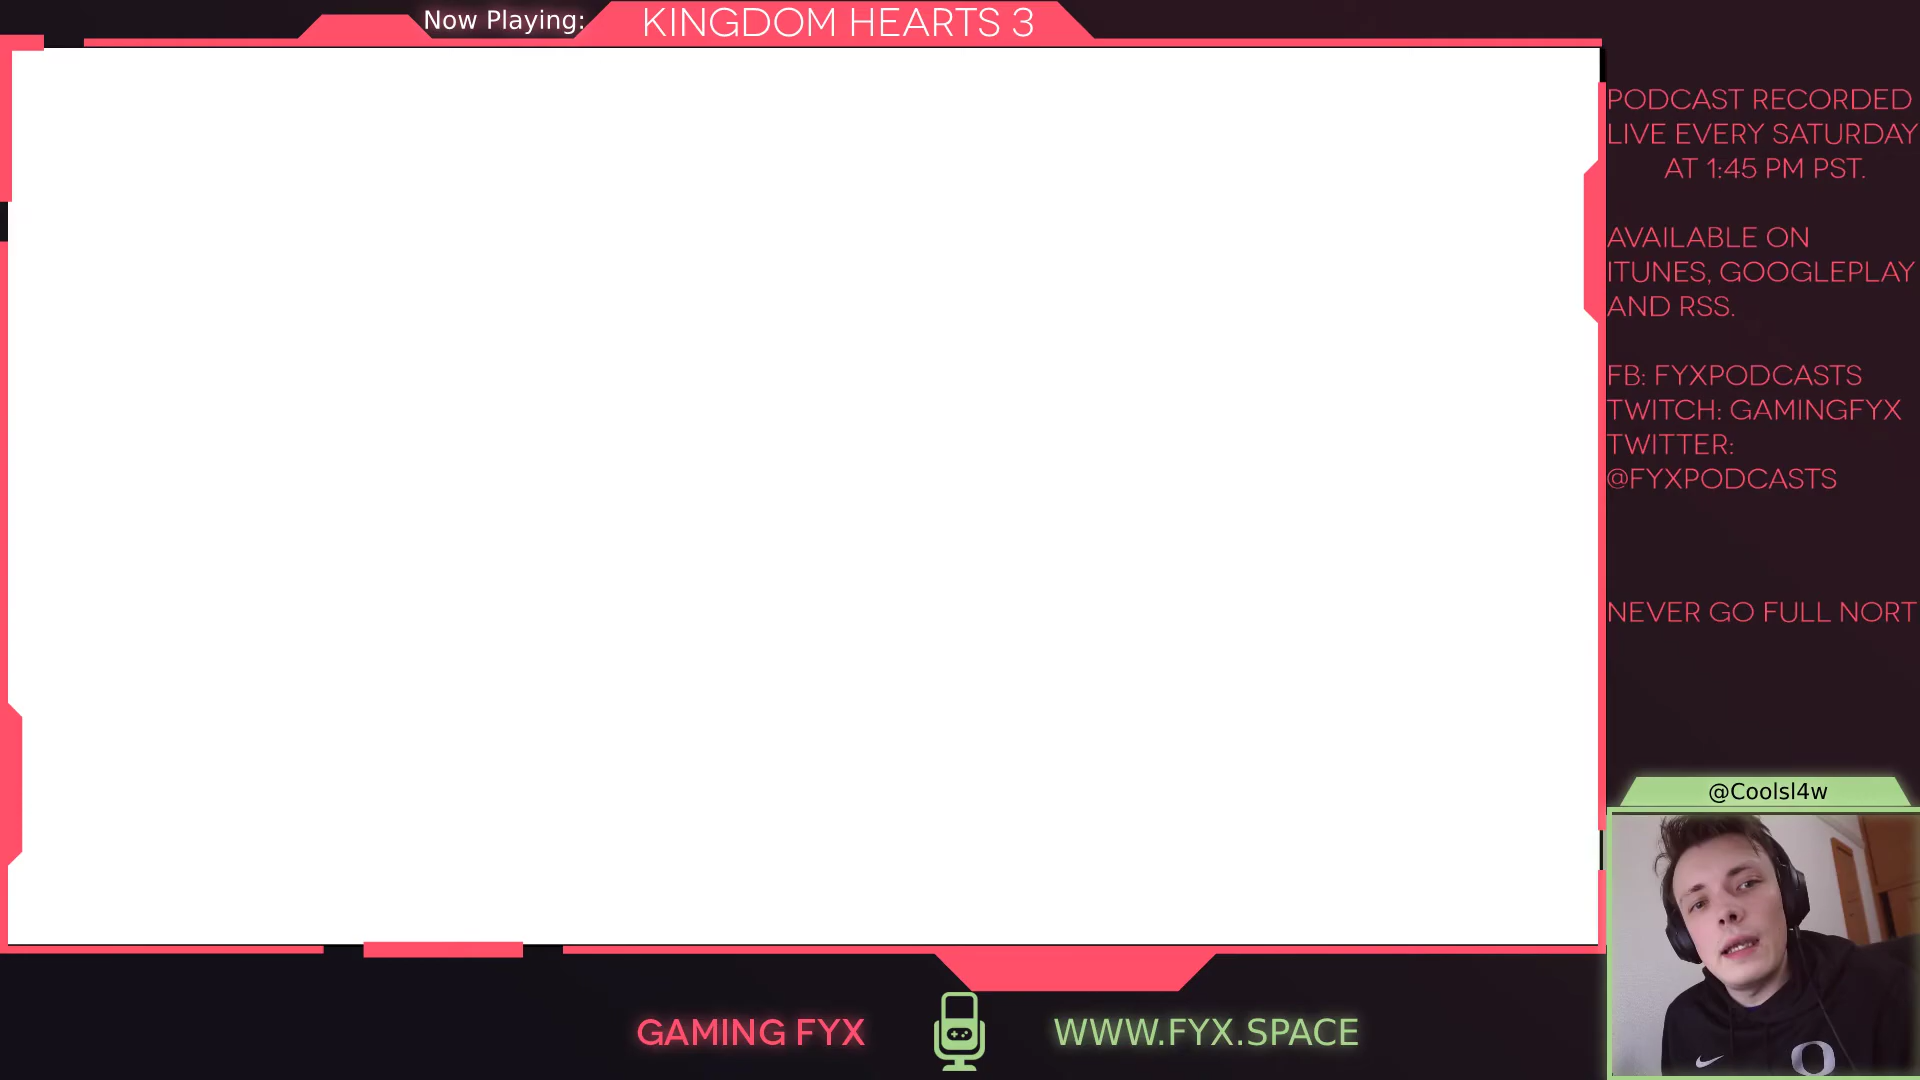 Now Playing:
KINGDOM HEARTS 3
PODCAST RECORDED
LIVE EVERY SATURDAY
AT 1:45 PM PST.
AVAILABLE ON
ITUNES, GOOGLEPLAY
AND RSS.
FB: FYXPODCASTS
TWITCH: GAMINGFYX
TWITTER:
@FYXPODCASTS
NEVER GO FULL NORT
@Coolsl4w
O
GAMING FYX
WWW.FYX.SPACE